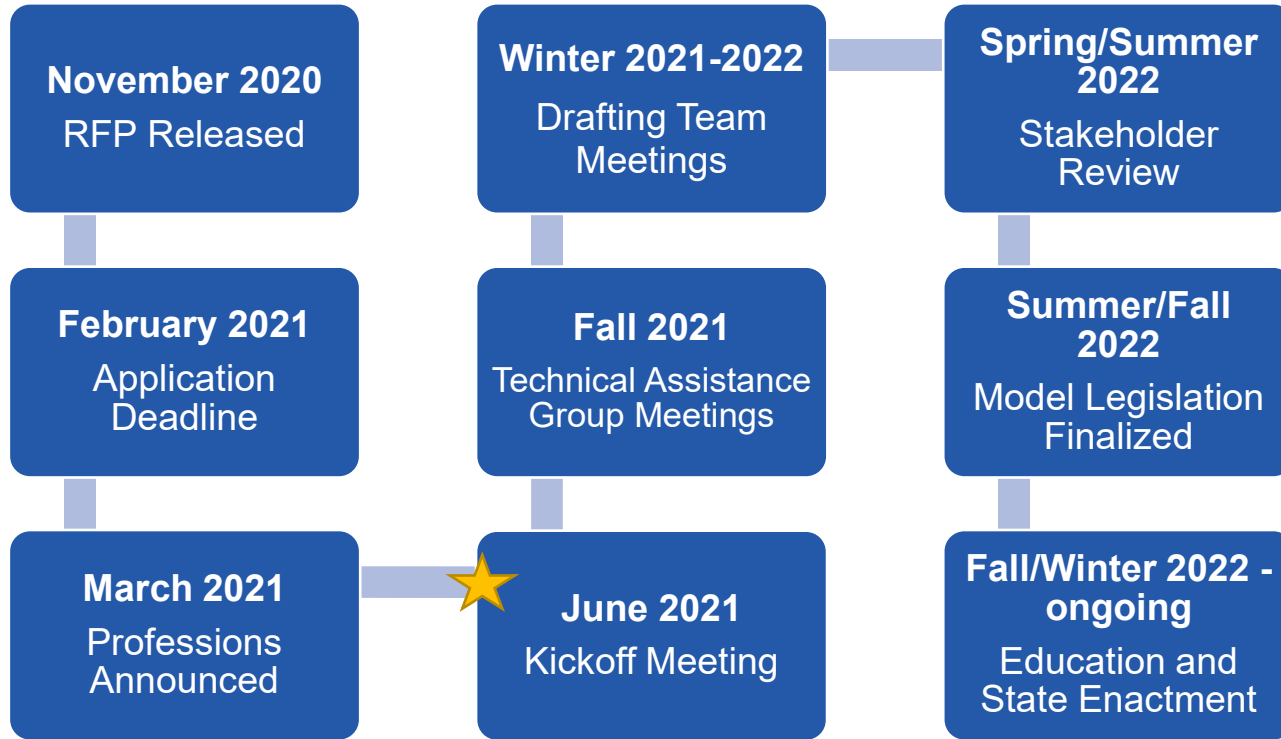 November 2020
RFP Released
February 2021
Application
Deadline
March 2021
Professions
Announced
June 2021
Kickoff Meeting
Fall 2021
Technical Assistance
Group Meetings
Winter 2021-2022
Drafting Team
Meetings
Spring/Summer
2022
Stakeholder
Review
Summer/Fall
2022
Model Legislation
Finalized
Fall/Winter 2022 -
ongoing
Education and
State Enactment